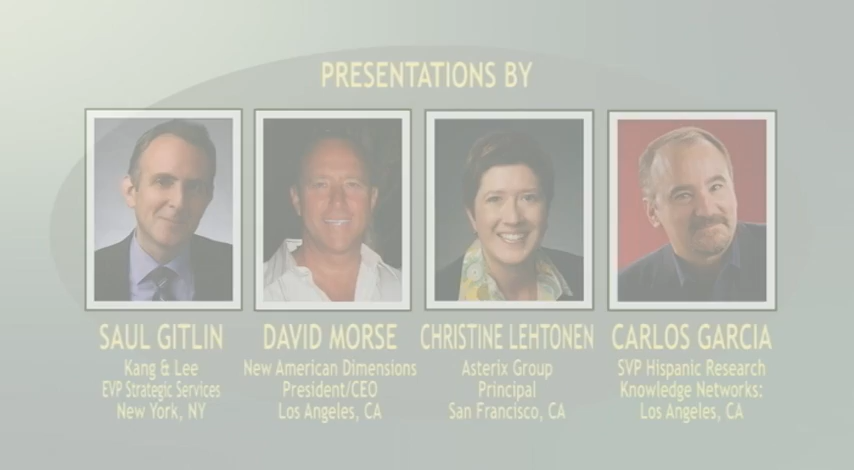 PRESENTATIONS BY
SAUL GITLIN
Kang & Lee
EVP Strategic Services
New York, NY
DAVID MORSE
New American Dimensions
President/CEO
Los Angeles, CA
CHRISTINE LEHTONEN
Asterix Group
Principal
San Francisco, CA
CARLOS GARCIA
SVP Hispanic Research
Knowledge Networks:
Los Angeles, CA